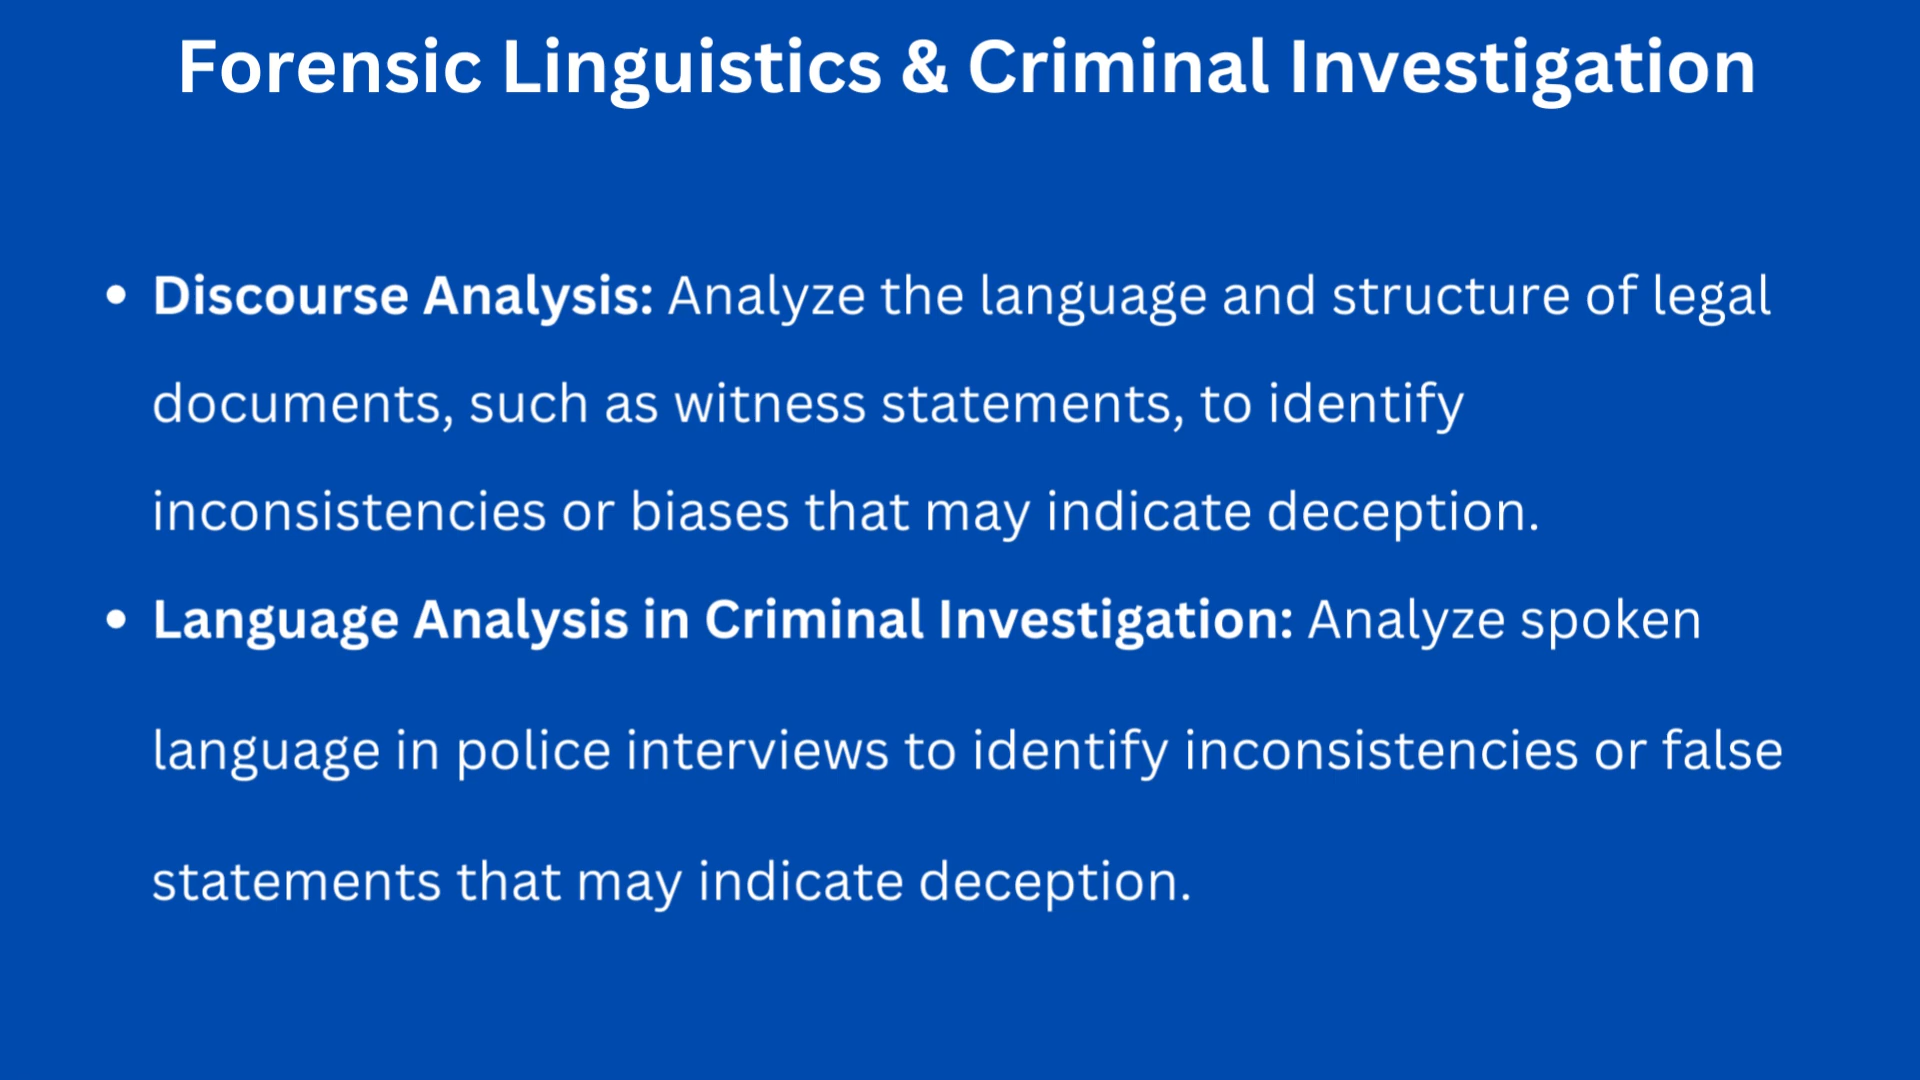 Forensic Linguistics & Criminal Investigation
• Discourse Analysis: Analyze the language and structure of legal
documents, such as witness statements, to identify
inconsistencies or biases that may indicate deception.
• Language Analysis in Criminal Investigation: Analyze spoken
language in police interviews to identify inconsistencies or false
statements that may indicate deception.